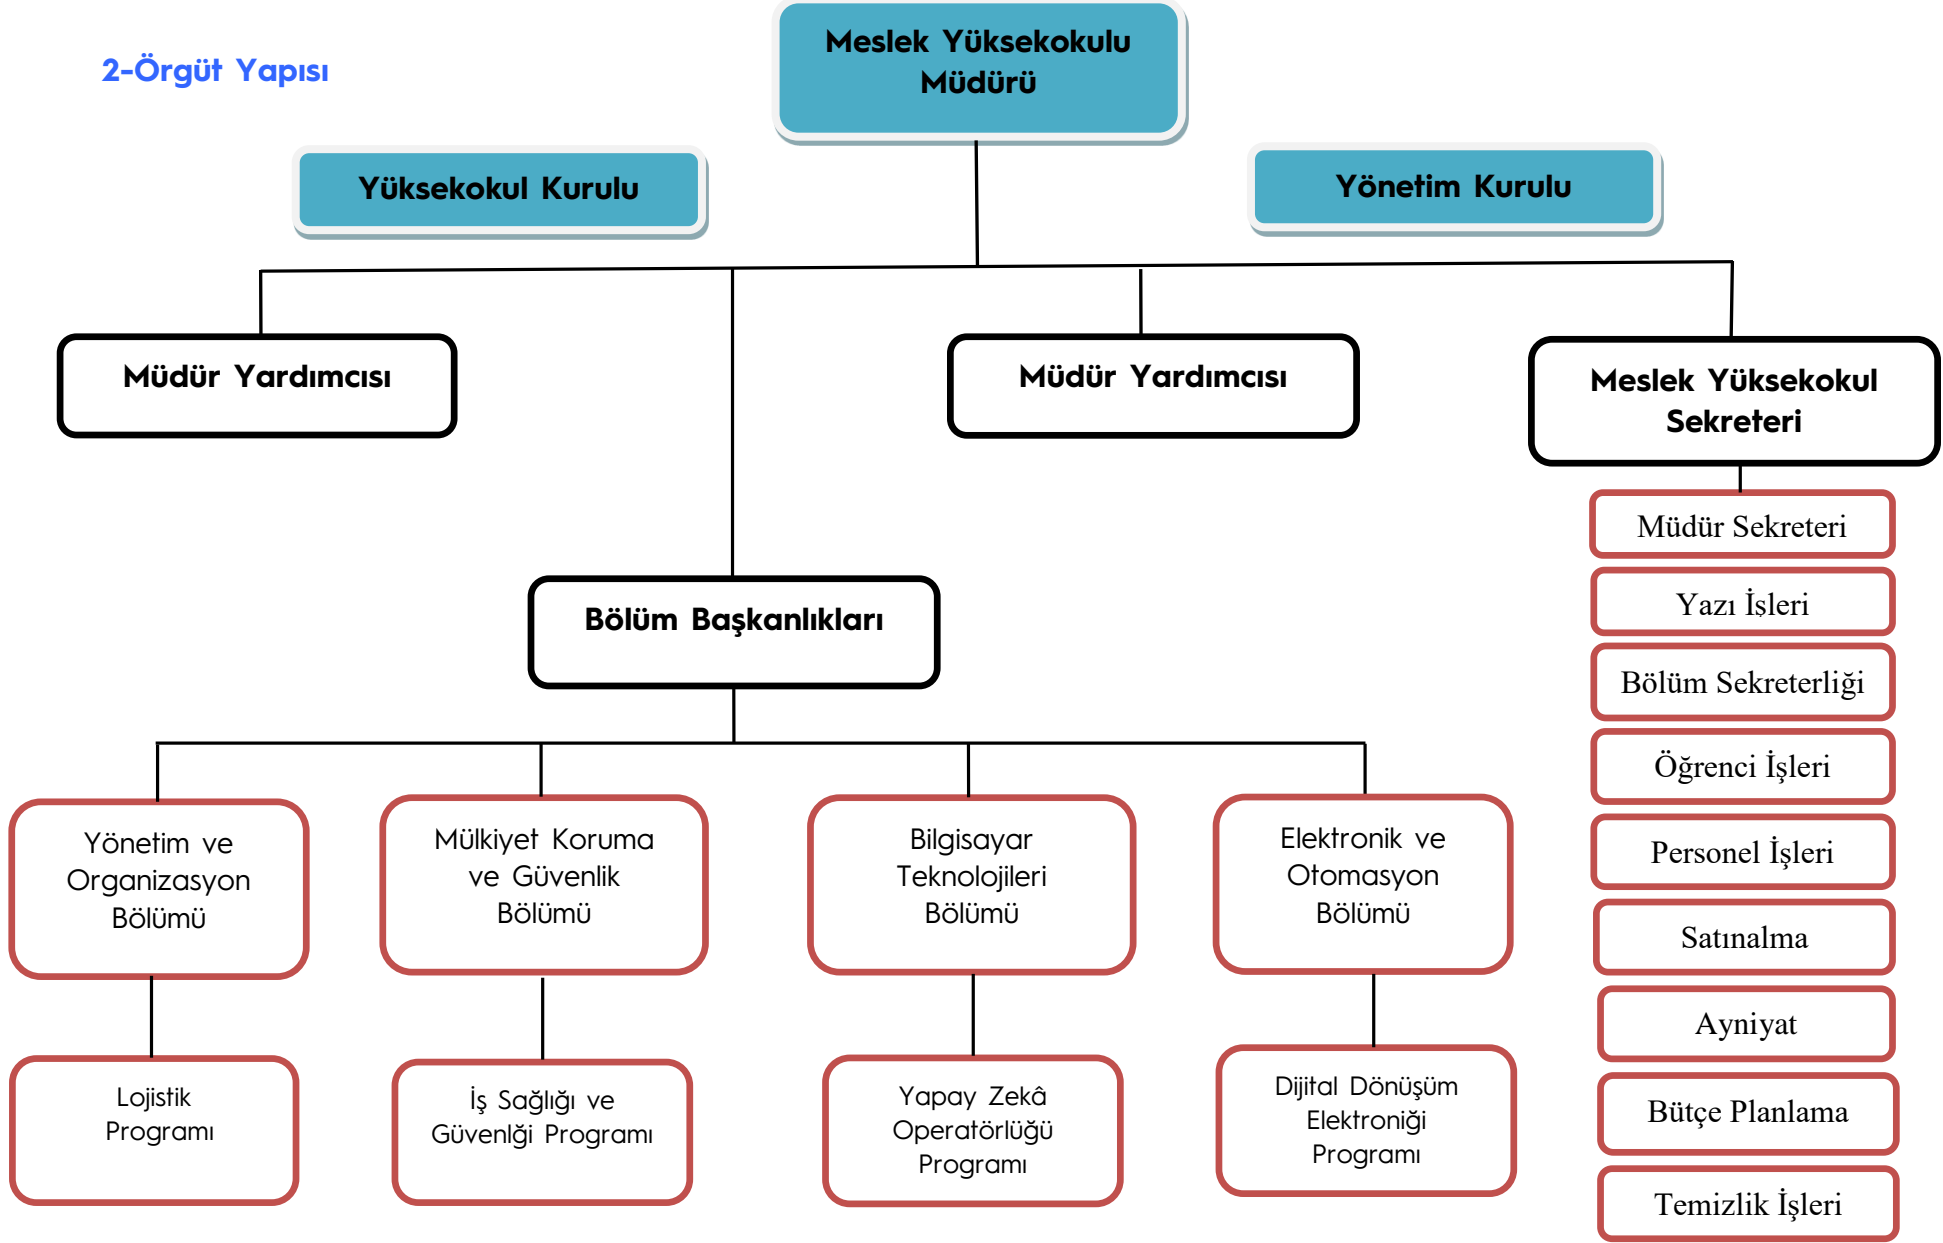 2-Örgüt Yapısı
Meslek Yüksekokulu
Müdürü
Yüksekokul Kurulu
Yönetim Kurulu
Müdür Yardımcısı
Müdür Yardımcısı
Meslek Yüksekokul
Sekreteri
Müdür Sekreteri
Yazı İşleri
Bölüm Sekreterliği
Öğrenci İşleri
Personel İşleri
Satınalma
Ayniyat
Bütçe Planlama
Temizlik İşleri
Bölüm Başkanlıkları
Yönetim ve
Organizasyon
Bölümü
Mülkiyet Koruma
ve Güvenlik
Bölümü
Bilgisayar
Teknolojileri
Bölümü
Elektronik ve
Otomasyon
Bölümü
Lojistik
Programı
İş Sağlığı ve
Güvenlği Programı
Yapay Zekâ
Operatörlüğü
Programı
Dijital Dönüşüm
Elektroniği
Programı